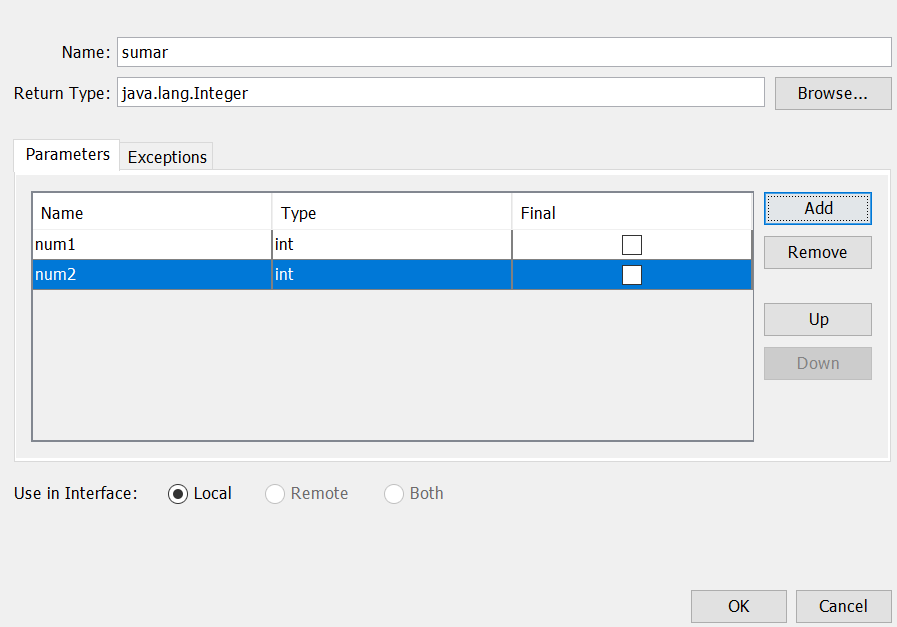 Name: sumar
Return Type: java.lang.Integer Browse...
Parameters Exceptions
Name Type Final Add
num1 int
Remove
num2 int
Up
Down
Use in Interface: Local Remote Both
OK Cancel